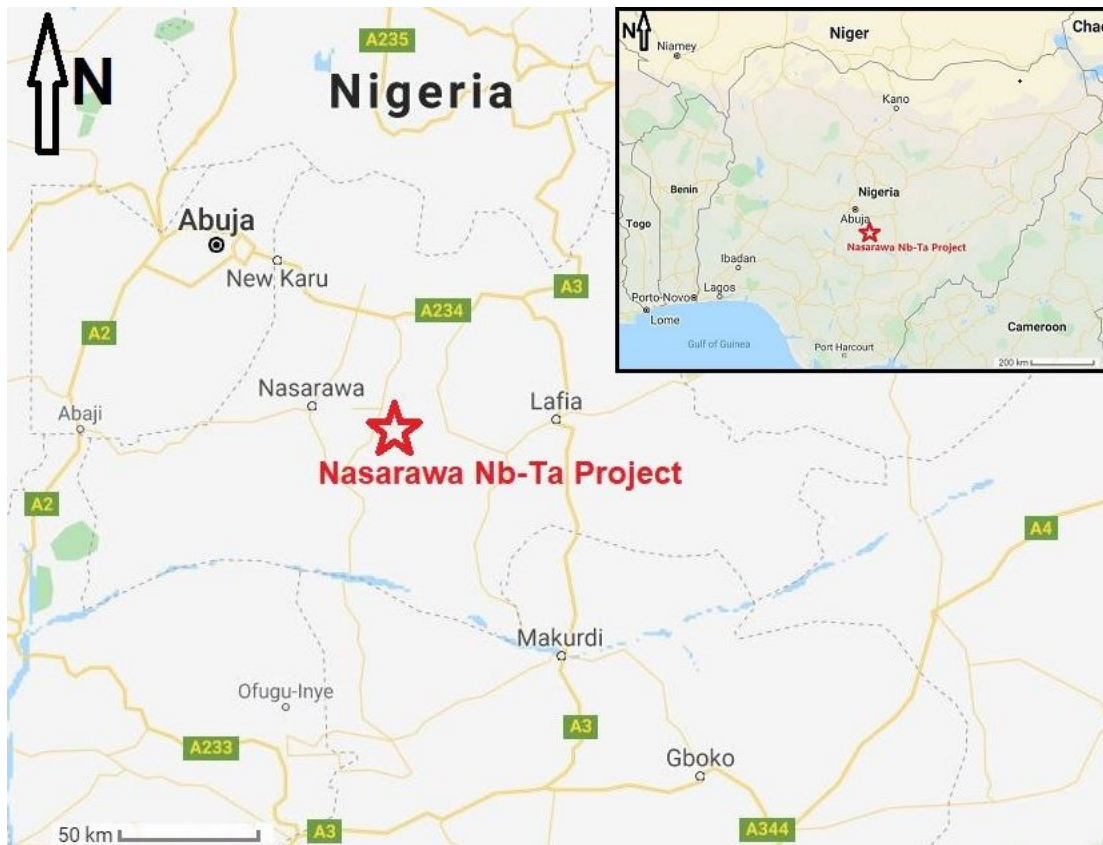 N
A235
Nigeria
Abuja
New Karu
A3
A234
A2
Nasarawa
Lafia
Abaji
Nasarawa Nb-Ta Project
A2
A4
Makurdi
Ofugu-Inye
A233
A3
Gboko
50 km
A3
A344
N
Niger
Niamey
Kano
Benin
Nigeria
Abuja
Togo
Nasarawa Nb-Ta Project
Ibadan
Lagos
Porto-Novo
Lome
Cameroon
Gulf of Guinea
Port Harcourt
200 km